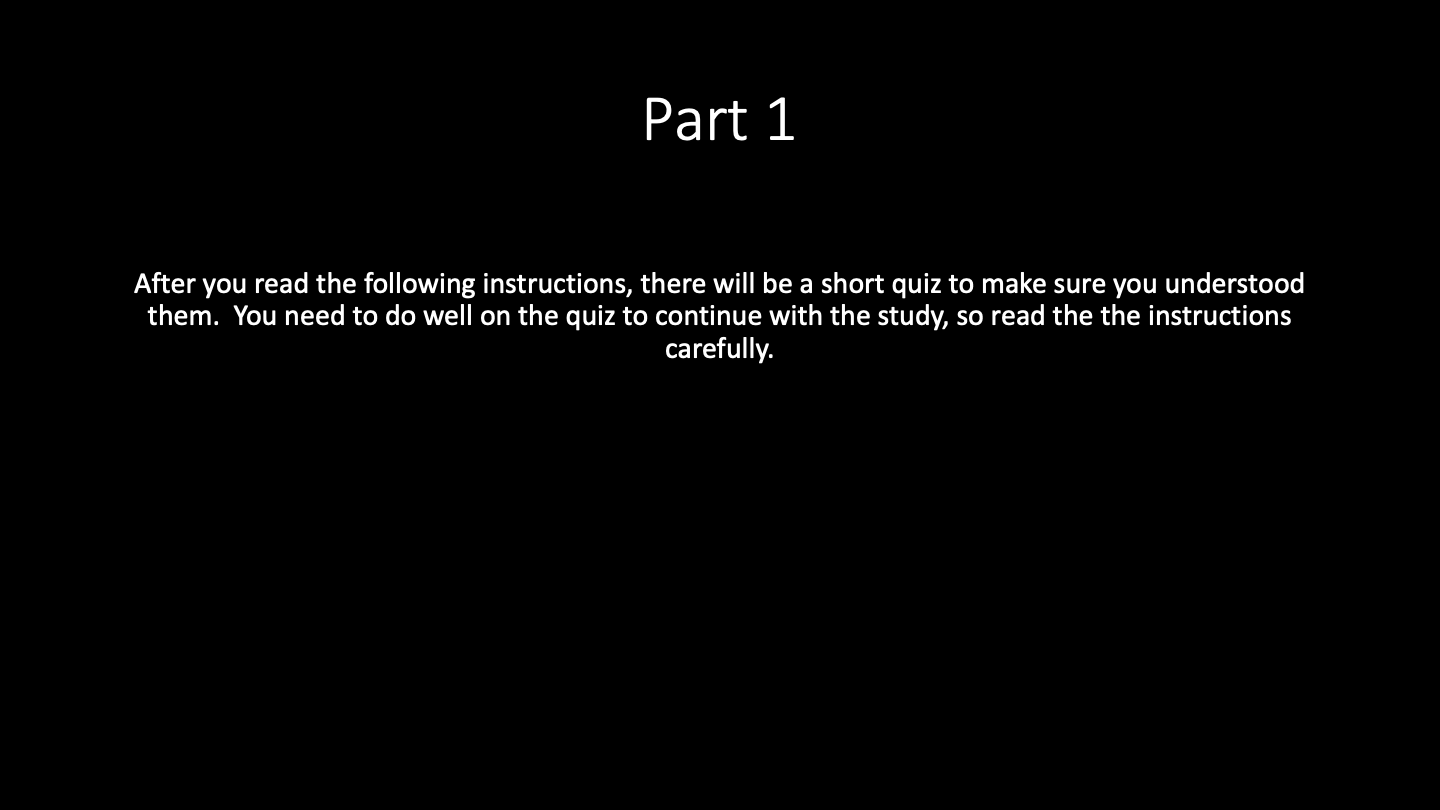 Part 1
After you read the following instructions, there will be a short quiz to make sure you understood
them.  You need to do well on the quiz to continue with the study, so read the the instructions
carefully.